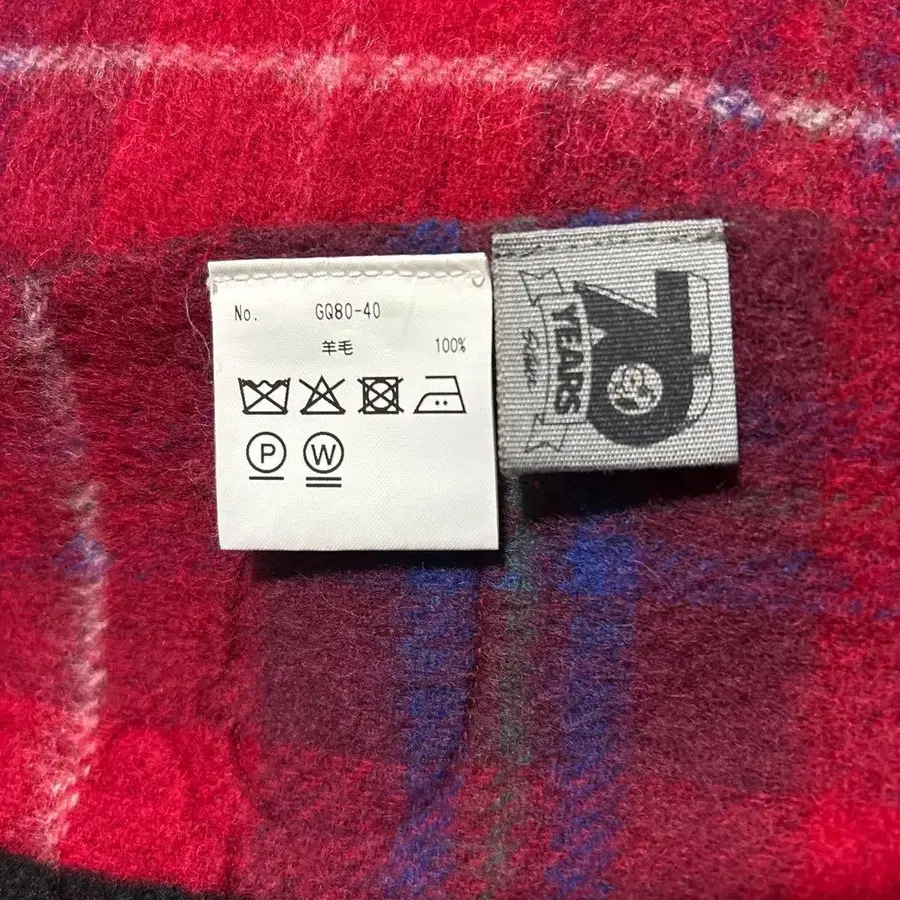 No. GQ80-40
羊毛 100%
P W
YEARS